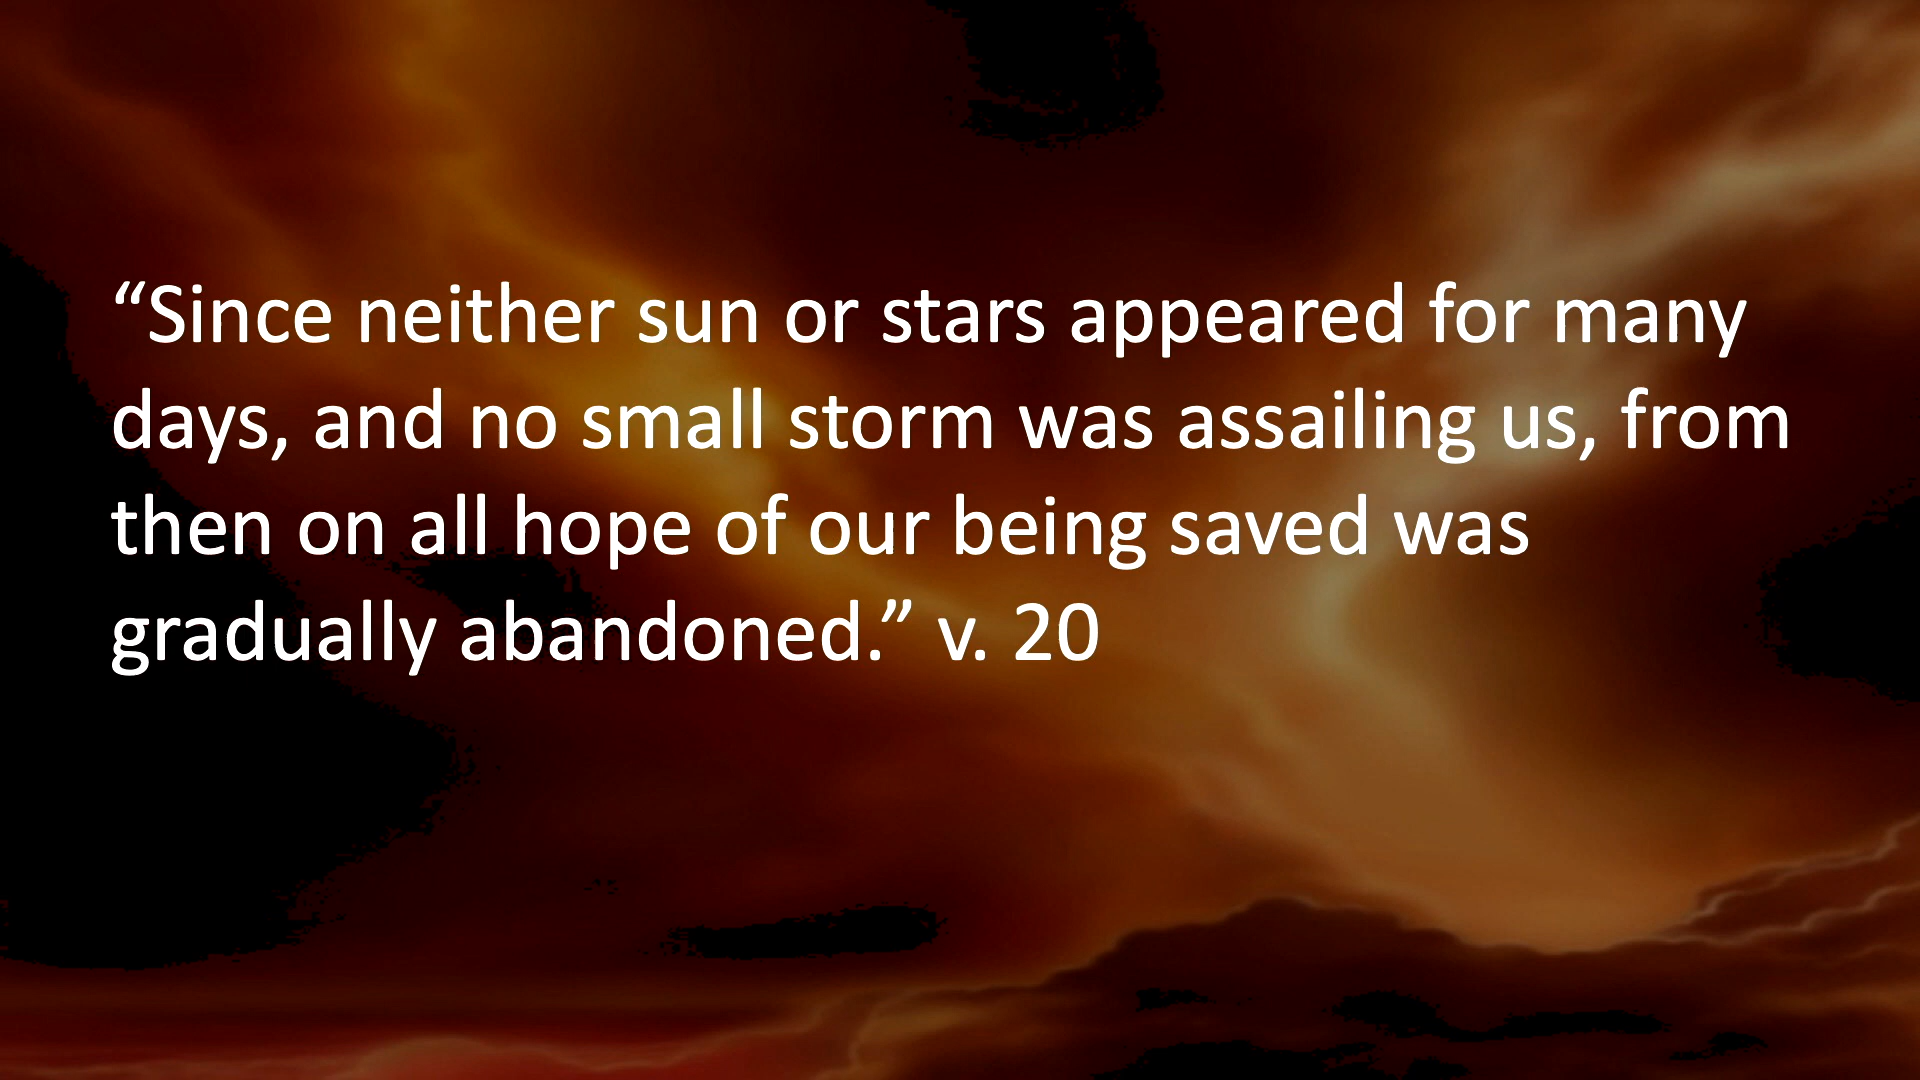 “Since neither sun or stars appeared for many
days, and no small storm was assailing us, from
then on all hope of our being saved was
gradually abandoned.” v. 20